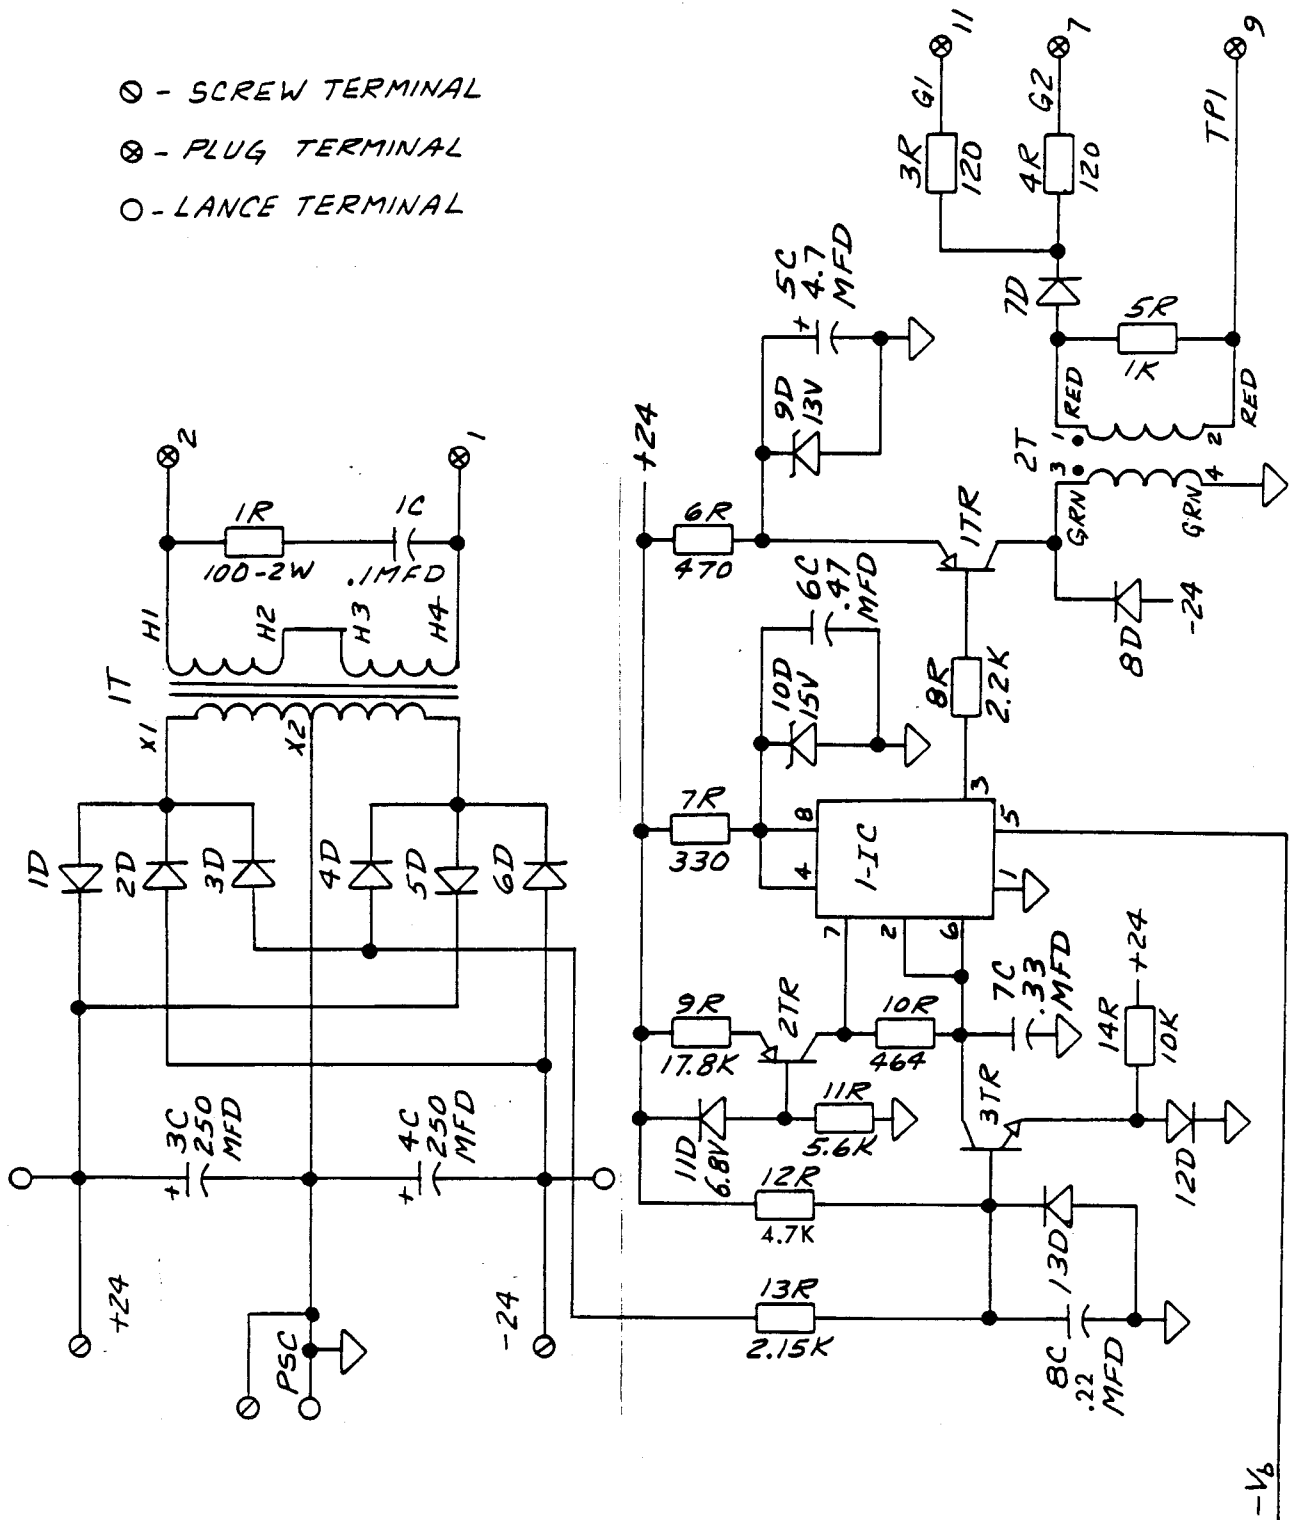 ⊘ - SCREW TERMINAL
⊗ - PLUG TERMINAL
○ - LANCE TERMINAL
11
7
9
G1
G2
TP1
3R
120
4R
120
7D
5R
1K
RED
RED
2T
1
2
3
4
GRN
GRN
5C
4.7
MFD
+
9D
13V
+24
6R
470
1TR
8D
-24
6C
.47
MFD
10D
15V
8R
2.2K
7R
330
1-IC
8
4
3
5
1
7
2
6
2
1
1R
100-2W
1C
.1MFD
H1
H2
H3
H4
1T
X1
X2
1D
2D
3D
4D
5D
6D
3C
250
MFD
+
4C
250
MFD
+
+24
PSC
-24
9R
17.8K
2TR
10R
464
7C
.33
MFD
+24
14R
10K
11D
6.8V
11R
5.6K
3TR
12D
12R
4.7K
13D
13R
2.15K
8C
.22
MFD
-Vb